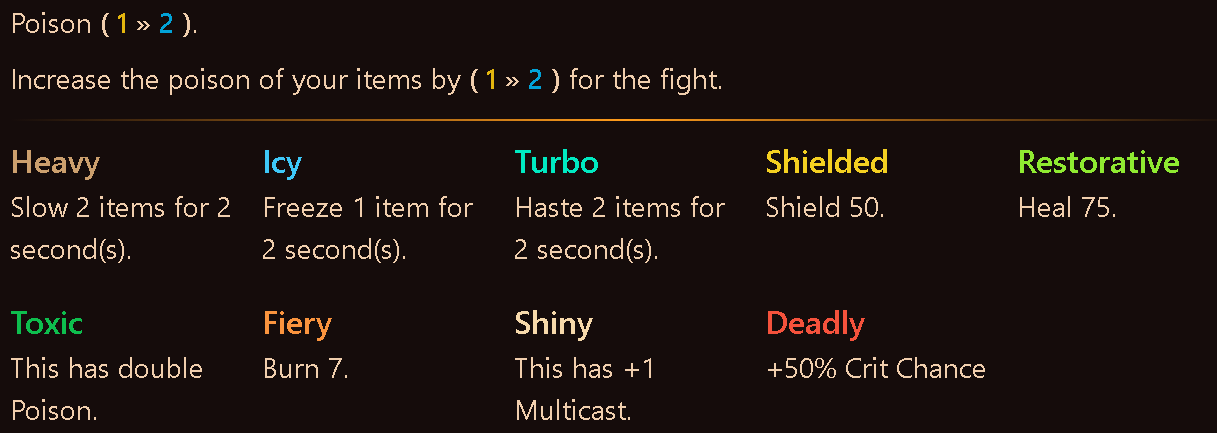 Poison ( 1 » 2 ).
Increase the poison of your items by ( 1 » 2 ) for the fight.
Heavy
Slow 2 items for 2
second(s).
Icy
Freeze 1 item for
2 second(s).
Turbo
Haste 2 items for
2 second(s).
Shielded
Shield 50.
Restorative
Heal 75.
Toxic
This has double
Poison.
Fiery
Burn 7.
Shiny
This has +1
Multicast.
Deadly
+50% Crit Chance